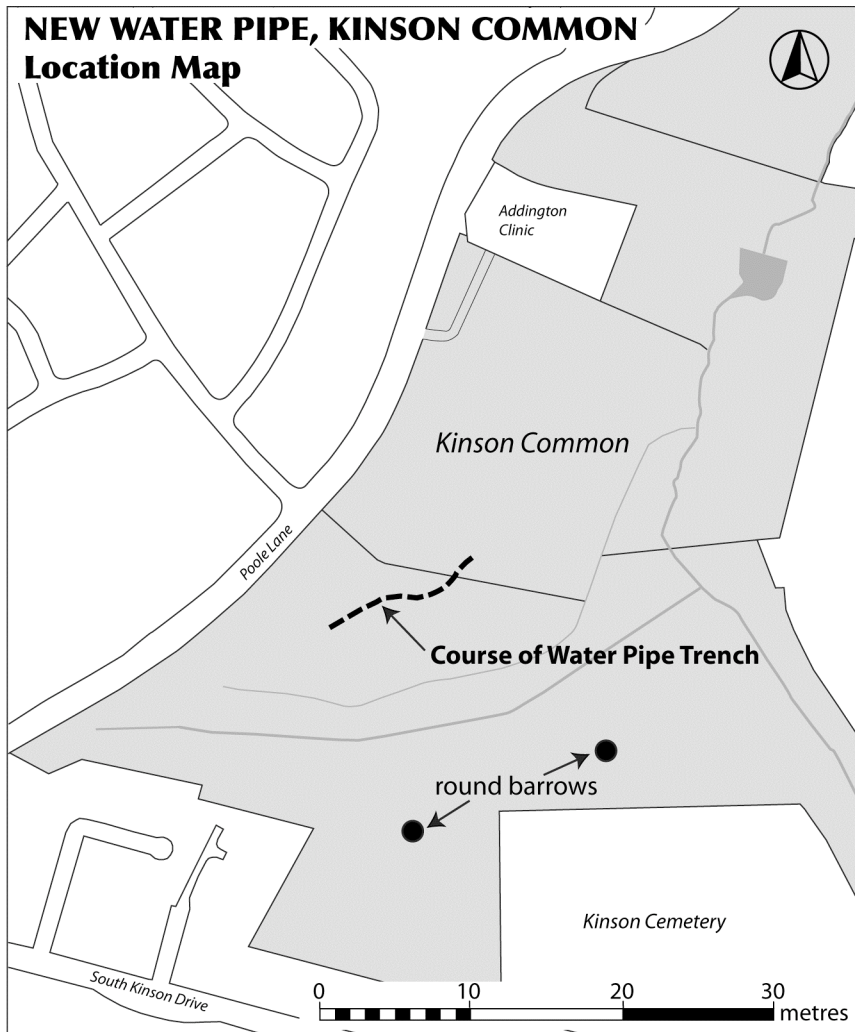 NEW WATER PIPE, KINSON COMMON
Location Map
Addington
Clinic
Kinson Common
Poole Lane
Course of Water Pipe Trench
round barrows
Kinson Cemetery
South Kinson Drive
0 10 20 30
metres